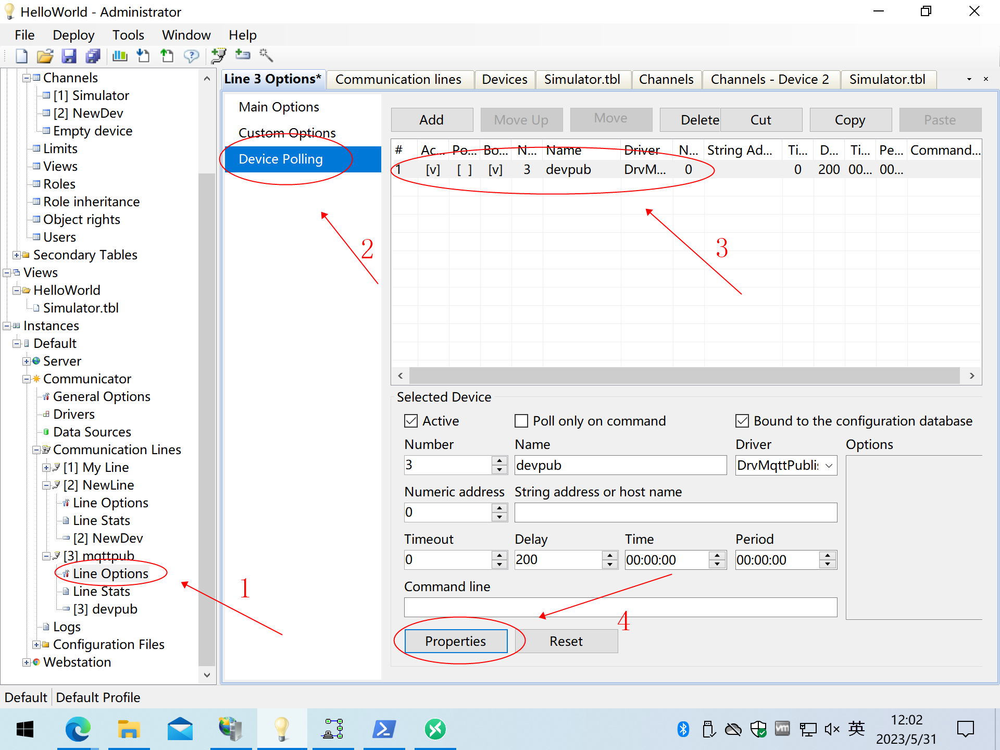 HelloWorld - Administrator
File Deploy Tools Window Help
Channels
[1] Simulator
[2] NewDev
Empty device
Limits
Views
Roles
Role inheritance
Object rights
Users
Secondary Tables
Views
HelloWorld
Simulator.tbl
Instances
Default
Server
Communicator
General Options
Drivers
Data Sources
Communication Lines
[1] My Line
[2] NewLine
Line Options
Line Stats
[2] NewDev
[3] mqttpub
Line Options
Line Stats
[3] devpub
Logs
Configuration Files
Webstation
1
Line 3 Options* Communication lines Devices Simulator.tbl Channels Channels - Device 2 Simulator.tbl
Main Options
Custom Options
Device Polling
2
Add Move Up Move Delete Cut Copy Paste
# Ac... Po... Bo... N... Name Driver N... String Ad... Ti... D... Ti... Pe... Command...
1 [v] [ ] [v] 3 devpub DrvM... 0 0 200 00... 00...
3
Selected Device
Active Poll only on command Bound to the configuration database
Number Name Driver Options
3 devpub DrvMqttPublis
Numeric address String address or host name
0
Timeout Delay Time Period
0 200 00:00:00 00:00:00
Command line
4
Properties Reset
Default Default Profile
vm 英 12:02
2023/5/31